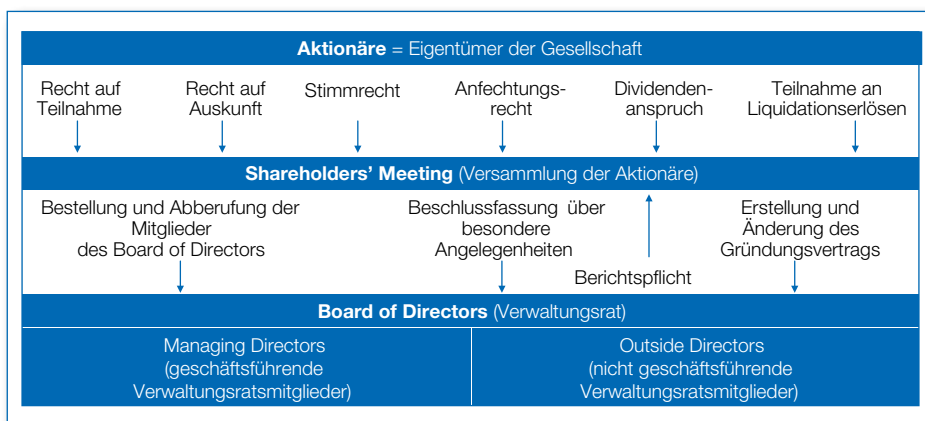 Aktionäre = Eigentümer der Gesellschaft
Recht auf
Teilnahme
Recht auf
Auskunft
Stimmrecht
Anfechtungs-
recht
Dividenden-
anspruch
Teilnahme an
Liquidationserlösen
Shareholders’ Meeting (Versammlung der Aktionäre)
Bestellung und Abberufung der
Mitglieder
des Board of Directors
Beschlussfassung über
besondere
Angelegenheiten
Berichtspflicht
Erstellung und
Änderung des
Gründungsvertrags
Board of Directors (Verwaltungsrat)
Managing Directors
(geschäftsführende
Verwaltungsratsmitglieder)
Outside Directors
(nicht geschäftsführende
Verwaltungsratsmitglieder)